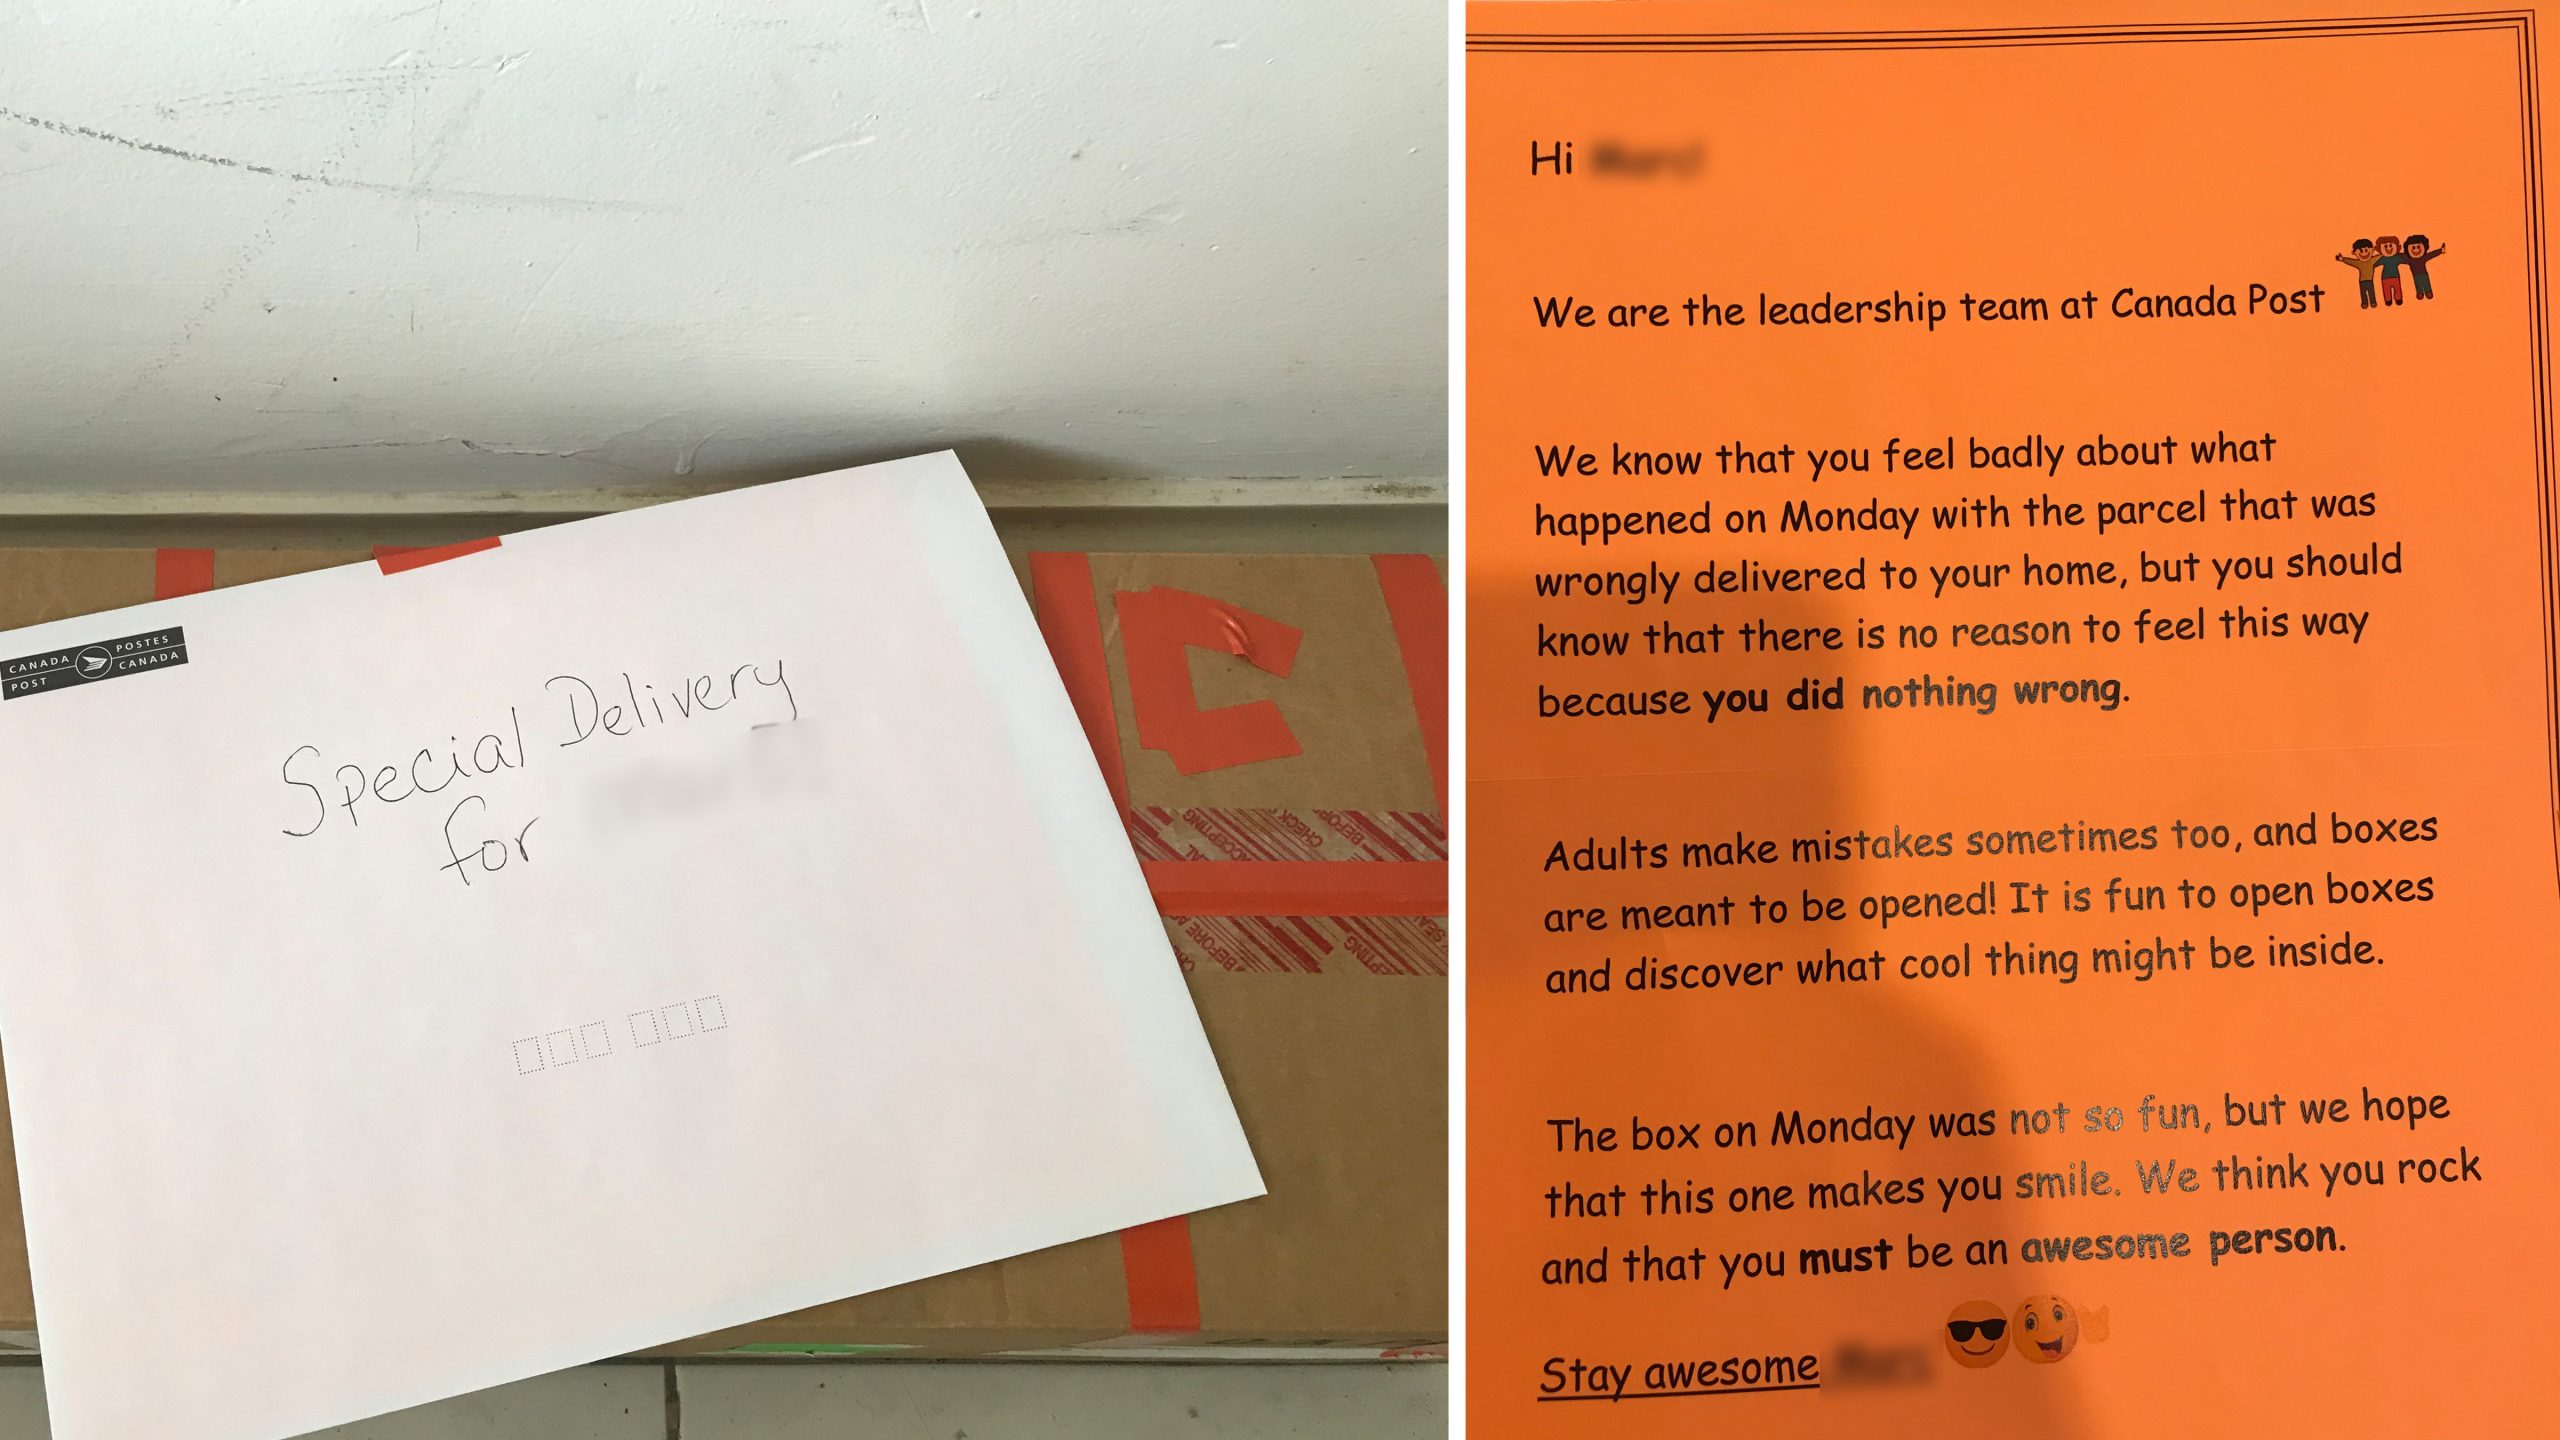 CANADA POST
POSTES CANADA
Special Delivery
for
CHECK
BEFORE
ACCEPTING
SEAL
BEFORE
Hi
We are the leadership team at Canada Post
We know that you feel badly about what
happened on Monday with the parcel that was
wrongly delivered to your home, but you should
know that there is no reason to feel this way
because you did nothing wrong.
Adults make mistakes sometimes too, and boxes
are meant to be opened! It is fun to open boxes
and discover what cool thing might be inside.
The box on Monday was not so fun, but we hope
that this one makes you smile. We think you rock
and that you must be an awesome person.
Stay awesome